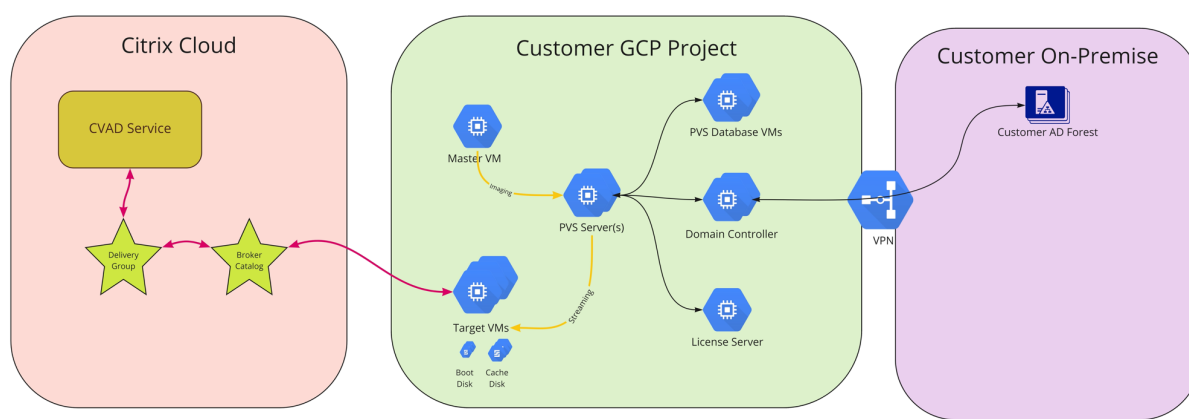 Citrix Cloud
CVAD Service
Delivery
Group
Broker
Catalog
Customer GCP Project
Master VM
Imaging
PVS Server(s)
PVS Database VMs
Domain Controller
License Server
Streaming
Target VMs
Boot
Disk
Cache
Disk
VPN
Customer On-Premise
Customer AD Forest